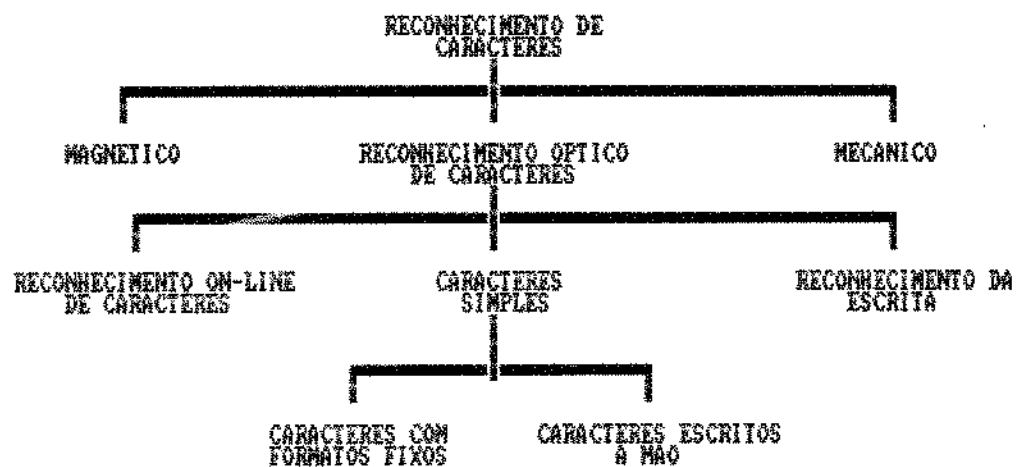 RECONHECIMENTO DE
CARACTERES
MAGNETICO
RECONHECIMENTO OPTICO
DE CARACTERES
MECANICO
RECONHECIMENTO ON-LINE
DE CARACTERES
CARACTERES
SIMPLES
RECONHECIMENTO DA
ESCRITA
CARACTERES COM
FORMATOS FIXOS
CARACTERES ESCRITOS
A MAO